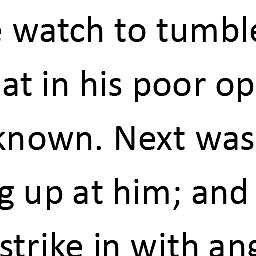 watch to tumble
at in his poor op
known. Next was
g up at him; and
strike in with ang